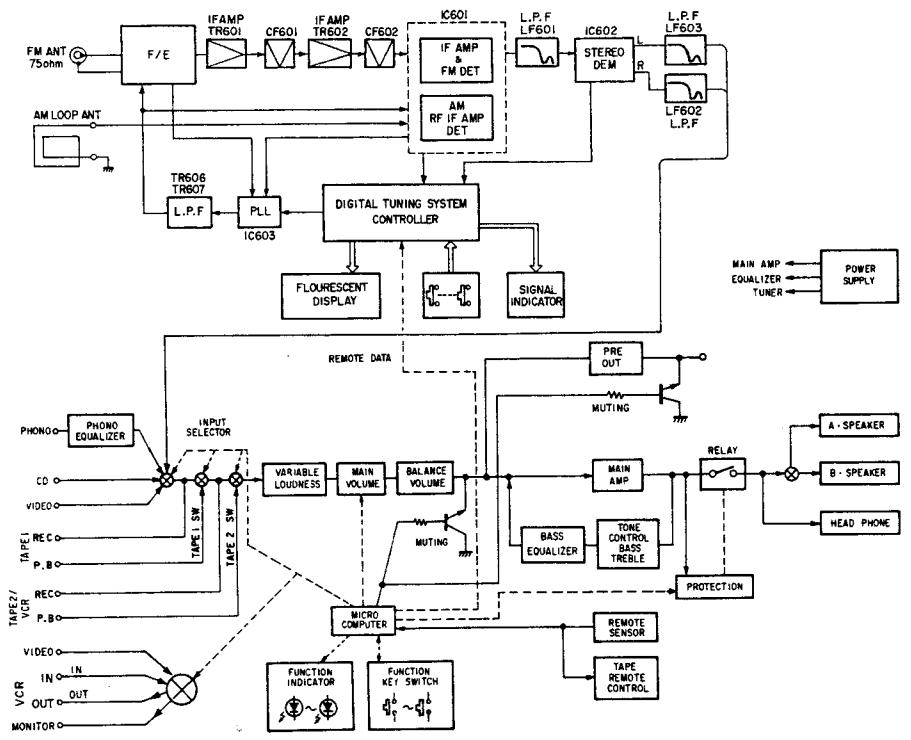 IF AMP
TR601
CF601
IF AMP
TR602
CF602
IC601
L.P.F
LF601
IC602
L.P.F
LF603
FM ANT
75ohm
F/E
IF AMP
&
FM DET
STEREO
DEM
L
R
AM
RF IF AMP
DET
LF602
L.P.F
AM LOOP ANT
TR606
TR607
L.P.F
PLL
IC603
DIGITAL TUNING SYSTEM
CONTROLLER
FLOURESCENT
DISPLAY
SIGNAL
INDICATOR
MAIN AMP
EQUALIZER
TUNER
POWER
SUPPLY
REMOTE DATA
PRE
OUT
MUTING
PHONO
PHONO
EQUALIZER
INPUT
SELECTOR
A-SPEAKER
RELAY
CD
VARIABLE
LOUDNESS
MAIN
VOLUME
BALANCE
VOLUME
MAIN
AMP
B-SPEAKER
VIDEO
TAPE 1
REC
P.B
TAPE 1 SW
TAPE 2 SW
MUTING
BASS
EQUALIZER
TONE
CONTROL
BASS
TREBLE
HEAD PHONE
TAPE2/
VCR
REC
P.B
PROTECTION
MICRO
COMPUTER
REMOTE
SENSOR
VCR
VIDEO
IN
IN
OUT
OUT
MONITOR
FUNCTION
INDICATOR
FUNCTION
KEY SWITCH
TAPE
REMOTE
CONTROL